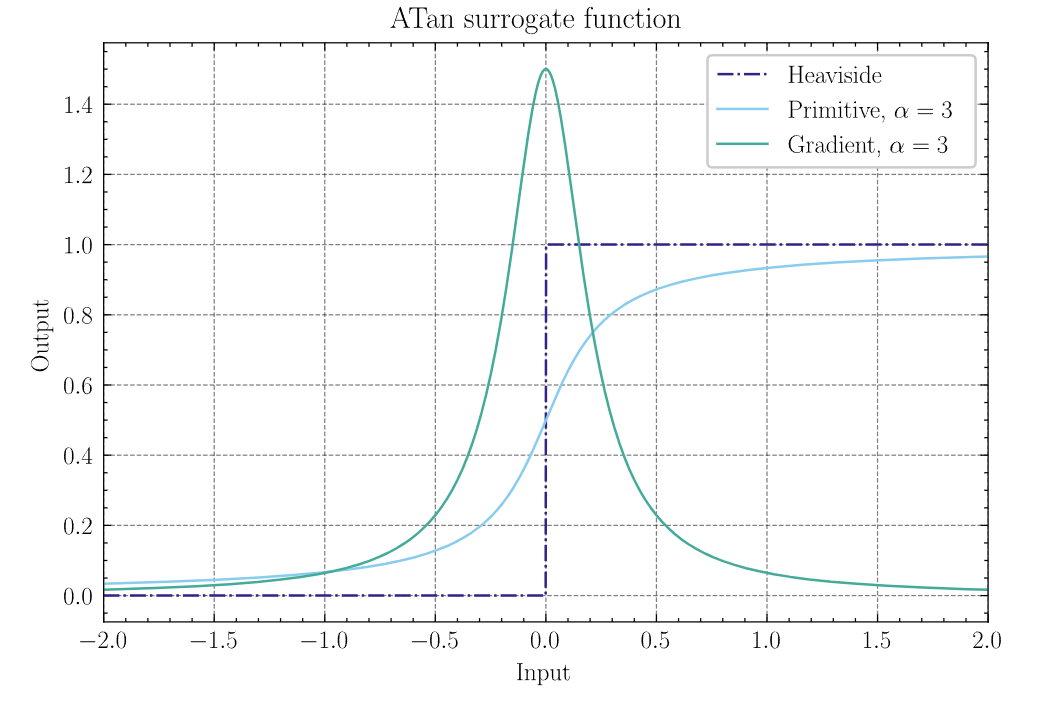 ATan surrogate function
Heaviside
Primitive, α = 3
Gradient, α = 3
1.4
1.2
1.0
0.8
0.6
0.4
0.2
0.0
Output
−2.0 −1.5 −1.0 −0.5 0.0 0.5 1.0 1.5 2.0
Input